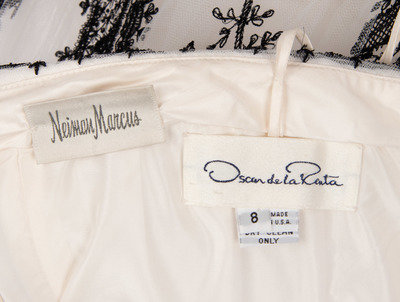 Neiman Marcus
Oscar de la Renta
8
MADE
U.S.A.
DRY CLEAN
ONLY